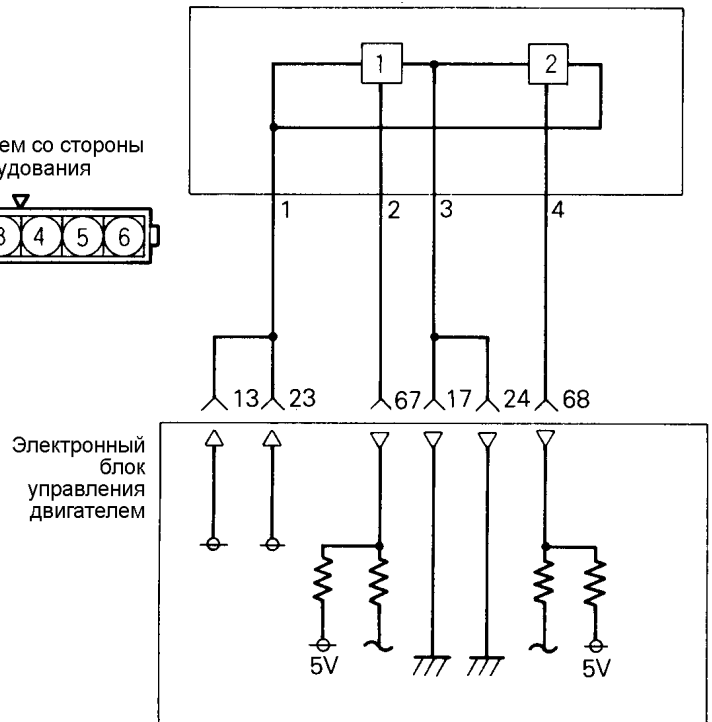 1 2
ем со стороны
удования
3 4 5 6
1 2 3 4
13 23 67 17 24 68
Электронный
блок
управления
двигателем
5V 5V